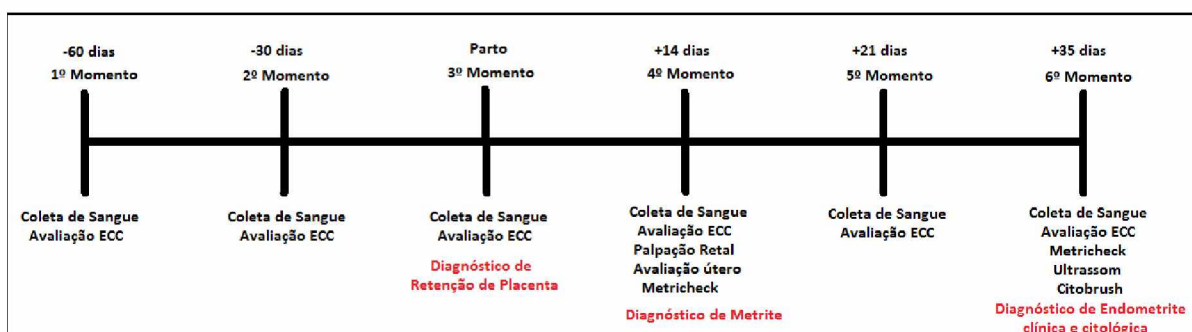 -60 dias
1º Momento
-30 dias
2º Momento
Parto
3º Momento
+14 dias
4º Momento
+21 dias
5º Momento
+35 dias
6º Momento
Coleta de Sangue
Avaliação ECC
Coleta de Sangue
Avaliação ECC
Coleta de Sangue
Avaliação ECC
Diagnóstico de
Retenção de Placenta
Coleta de Sangue
Avaliação ECC
Palpação Retal
Avaliação útero
Metricheck
Diagnóstico de Metrite
Coleta de Sangue
Avaliação ECC
Coleta de Sangue
Avaliação ECC
Metricheck
Ultrassom
Citobrush
Diagnóstico de Endometrite
clínica e citológica